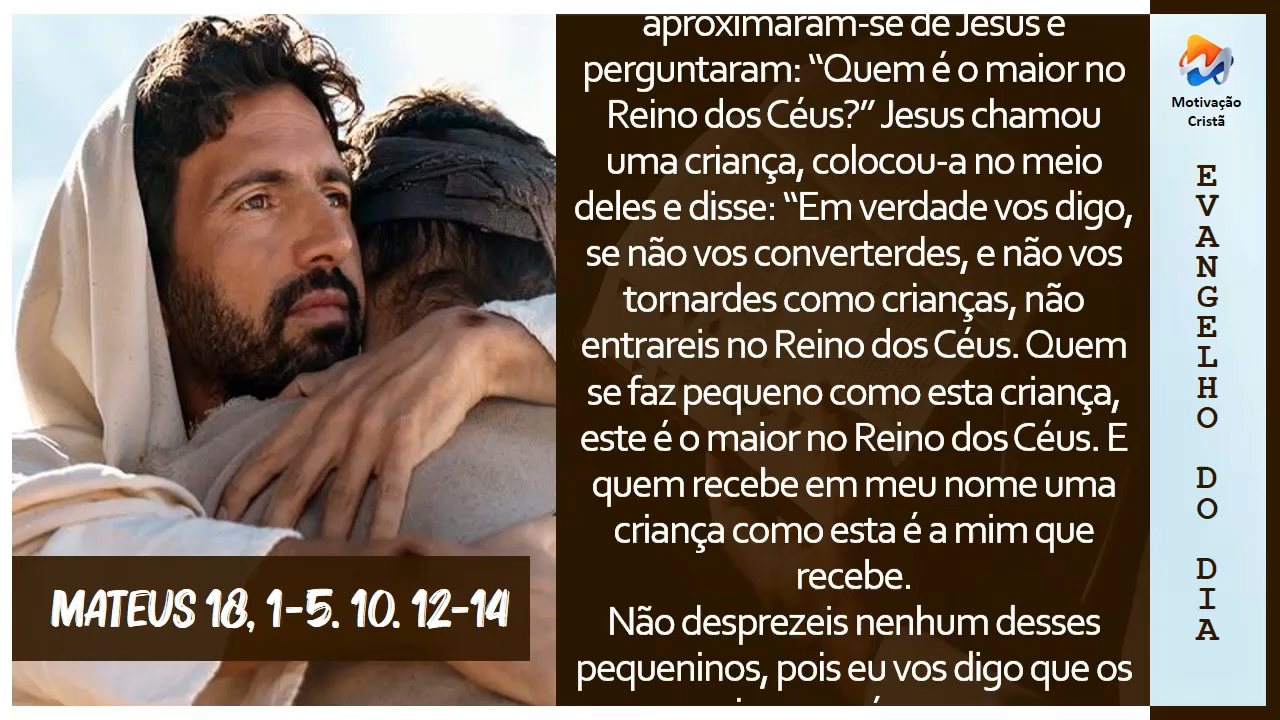 aproximaram-se de Jesus e
perguntaram: “Quem é o maior no
Reino dos Céus?” Jesus chamou
uma criança, colocou-a no meio
deles e disse: “Em verdade vos digo,
se não vos converterdes, e não vos
tornardes como crianças, não
entrareis no Reino dos Céus. Quem
se faz pequeno como esta criança,
este é o maior no Reino dos Céus. E
quem recebe em meu nome uma
criança como esta é a mim que
recebe.
Não desprezeis nenhum desses
pequeninos, pois eu vos digo que os
MATEUS 18, 1-5. 10. 12-14
Motivação
Cristã
EVANGELHO DO DIA